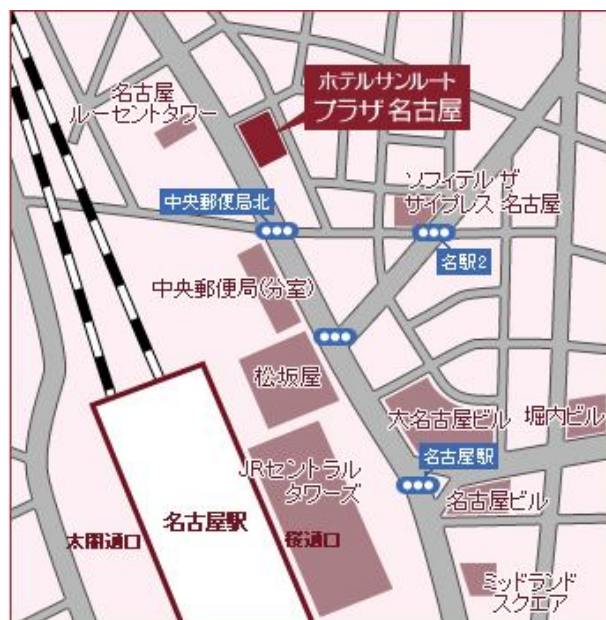 ホテルサンルート
プラザ 名古屋
名古屋
ルーセントタワー
ソフィテル ザ
サイプレス 名古屋
中央郵便局北
名駅2
中央郵便局(分室)
松坂屋
大名古屋ビル
堀内ビル
名古屋駅
JRセントラル
タワーズ
名古屋ビル
名古屋駅
太閤通口
桜通口
ミッドランド
スクエア